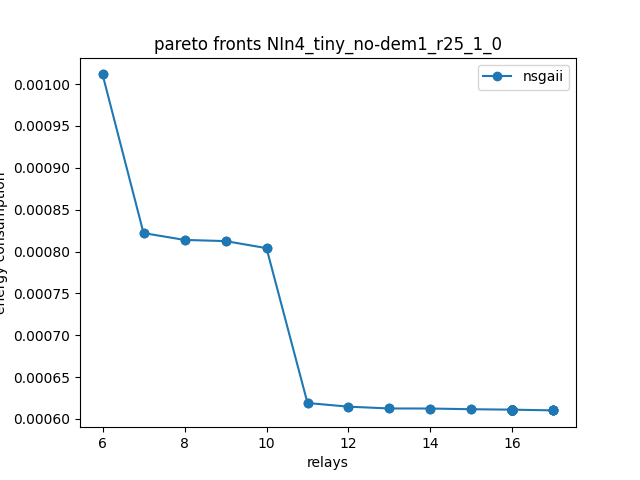 pareto fronts NIn4_tiny_no-dem1_r25_1_0
nsgaii
0.00100
0.00095
0.00090
0.00085
0.00080
0.00075
0.00070
0.00065
0.00060
energy consumption
6 8 10 12 14 16
relays